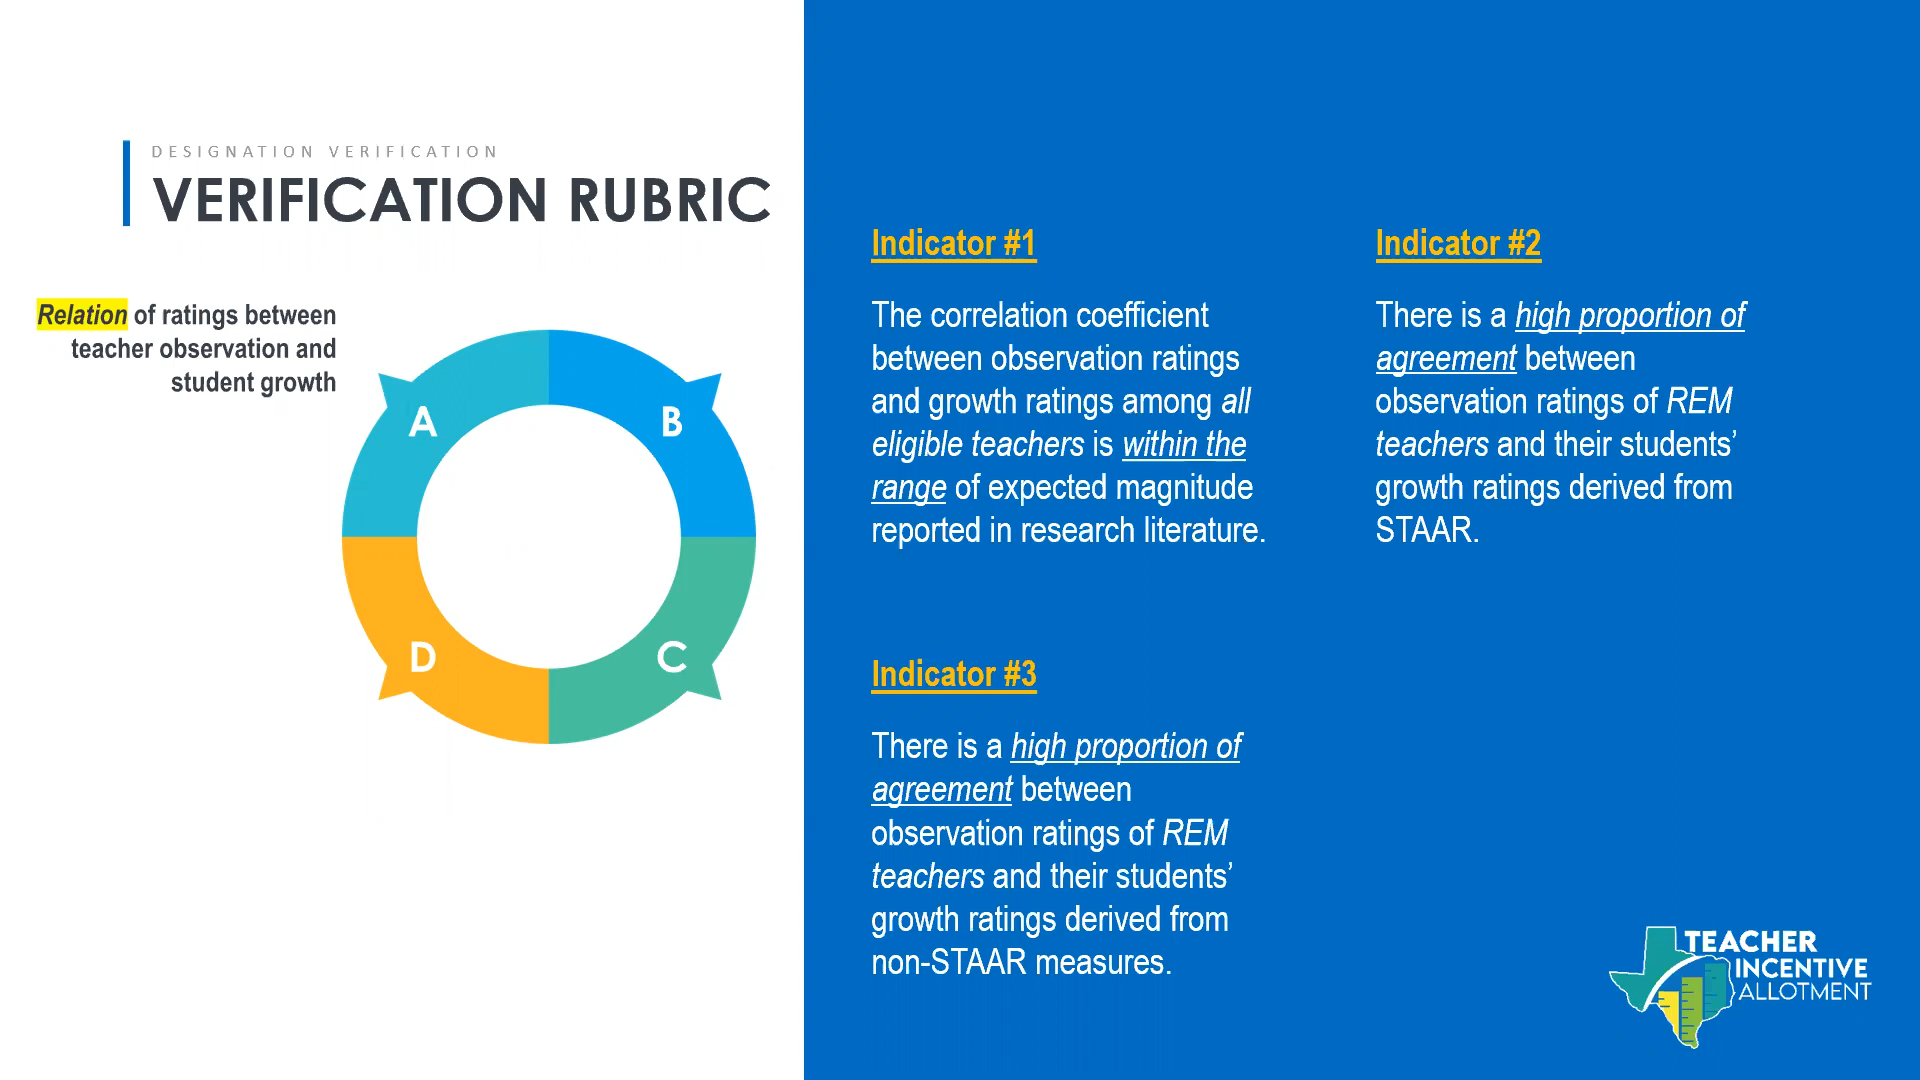 DESIGNATION VERIFICATION
VERIFICATION RUBRIC
Relation of ratings between
teacher observation and
student growth
A
B
C
D
Indicator #1
The correlation coefficient
between observation ratings
and growth ratings among all
eligible teachers is within the
range of expected magnitude
reported in research literature.
Indicator #2
There is a high proportion of
agreement between
observation ratings of REM
teachers and their students’
growth ratings derived from
STAAR.
Indicator #3
There is a high proportion of
agreement between
observation ratings of REM
teachers and their students’
growth ratings derived from
non-STAAR measures.
TEACHER
INCENTIVE
ALLOTMENT